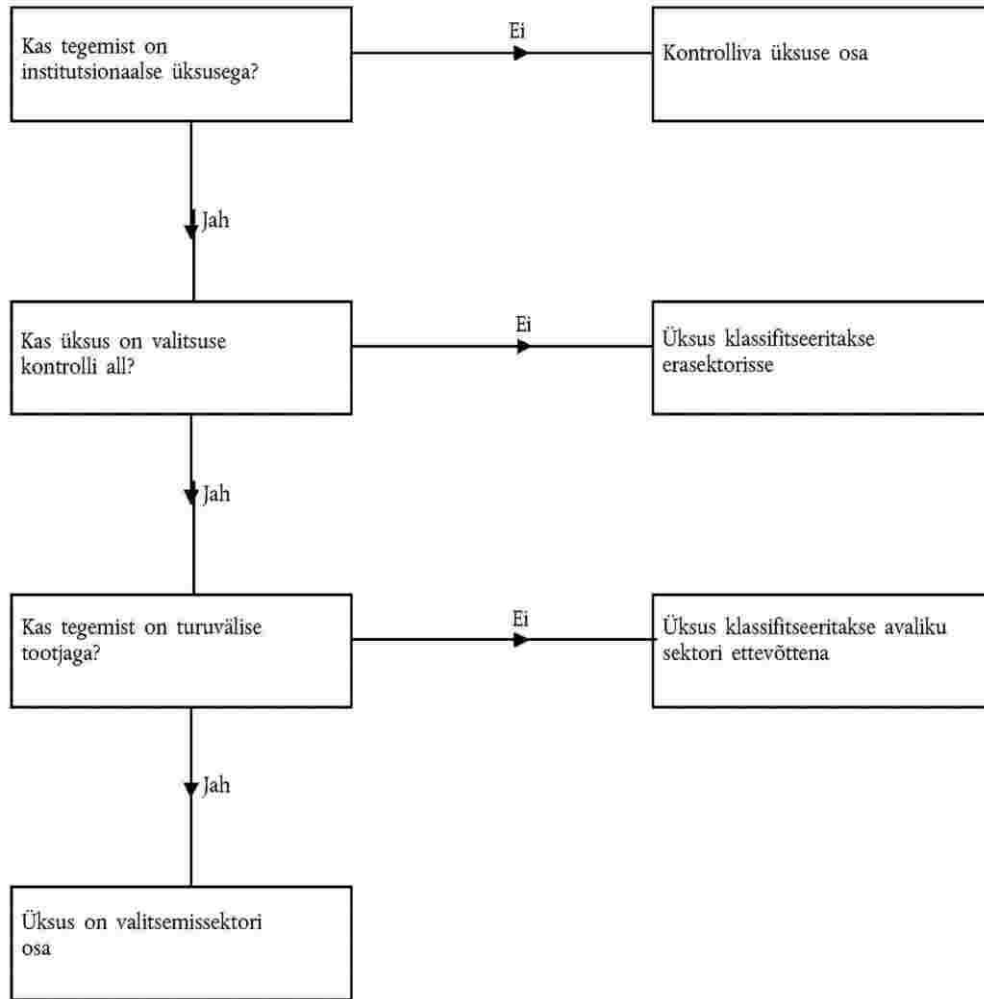 Kas tegemist on
institutsionaalse üksusega?
Ei
Kontrolliva üksuse osa
Jah
Kas üksus on valitsuse
kontrolli all?
Ei
Üksus klassifitseeritakse
erasektorisse
Jah
Kas tegemist on turuvälise
tootjaga?
Ei
Üksus klassifitseeritakse avaliku
sektori ettevõttena
Jah
Üksus on valitsemissektori
osa